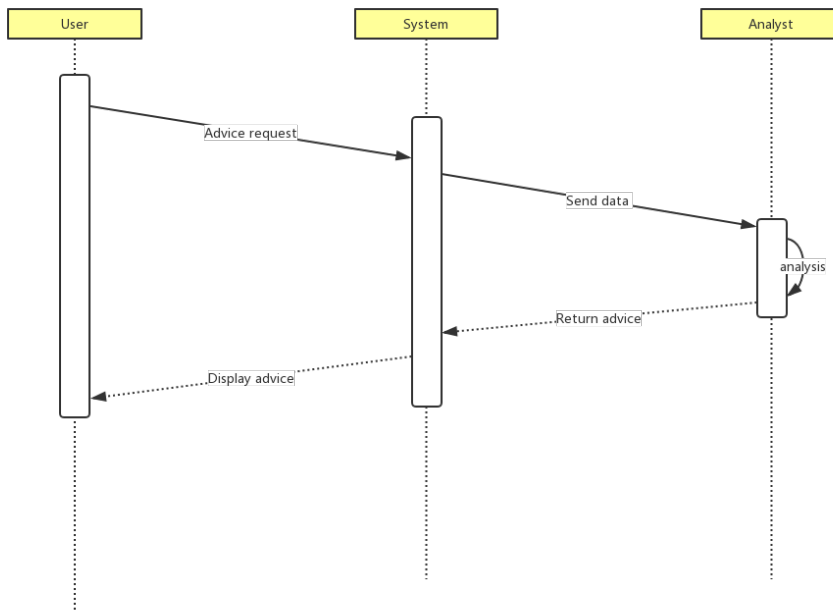 User
System
Analyst
Advice request
Send data
analysis
Return advice
Display advice